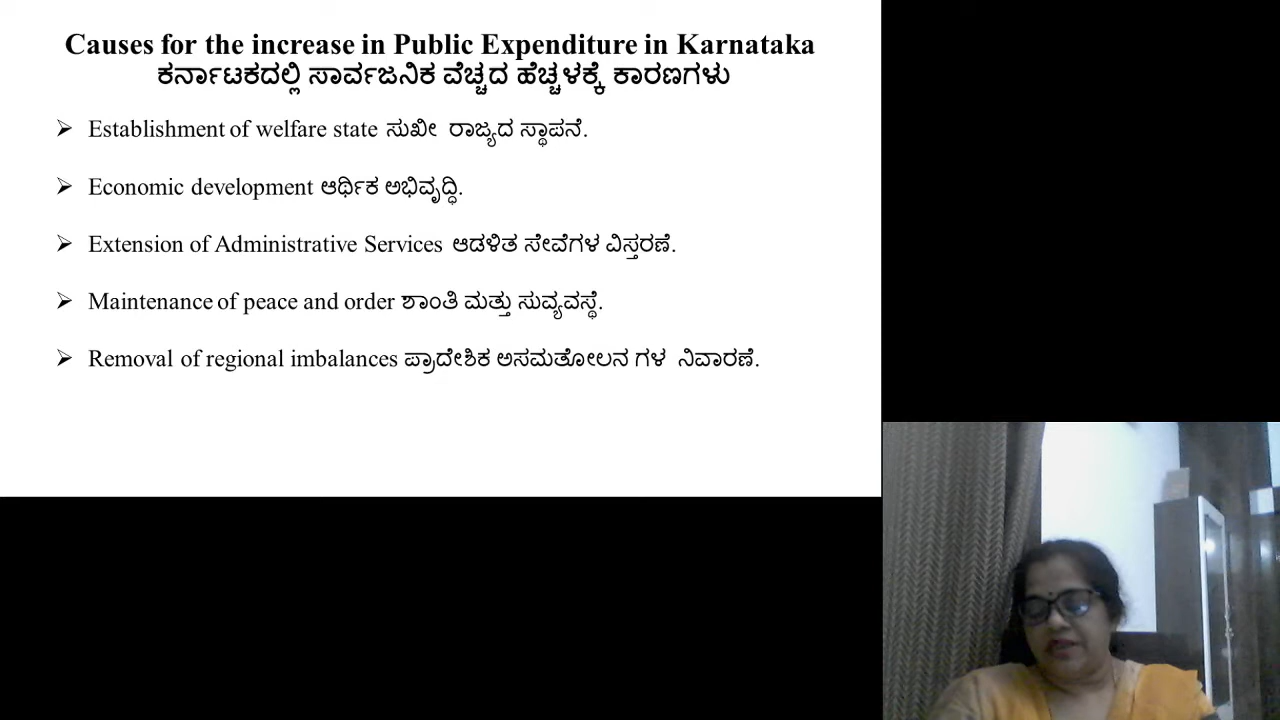 Causes for the increase in Public Expenditure in Karnataka
ಕರ್ನಾಟಕದಲ್ಲಿ ಸಾರ್ವಜನಿಕ ವೆಚ್ಚದ ಹೆಚ್ಚಳಕ್ಕೆ ಕಾರಣಗಳು
➢ Establishment of welfare state ಸುಖೀ ರಾಜ್ಯದ ಸ್ಥಾಪನೆ.
➢ Economic development ಆರ್ಥಿಕ ಅಭಿವೃದ್ಧಿ.
➢ Extension of Administrative Services ಆಡಳಿತ ಸೇವೆಗಳ ವಿಸ್ತರಣೆ.
➢ Maintenance of peace and order ಶಾಂತಿ ಮತ್ತು ಸುವ್ಯವಸ್ಥೆ.
➢ Removal of regional imbalances ಪ್ರಾದೇಶಿಕ ಅಸಮತೋಲನ ಗಳ ನಿವಾರಣೆ.